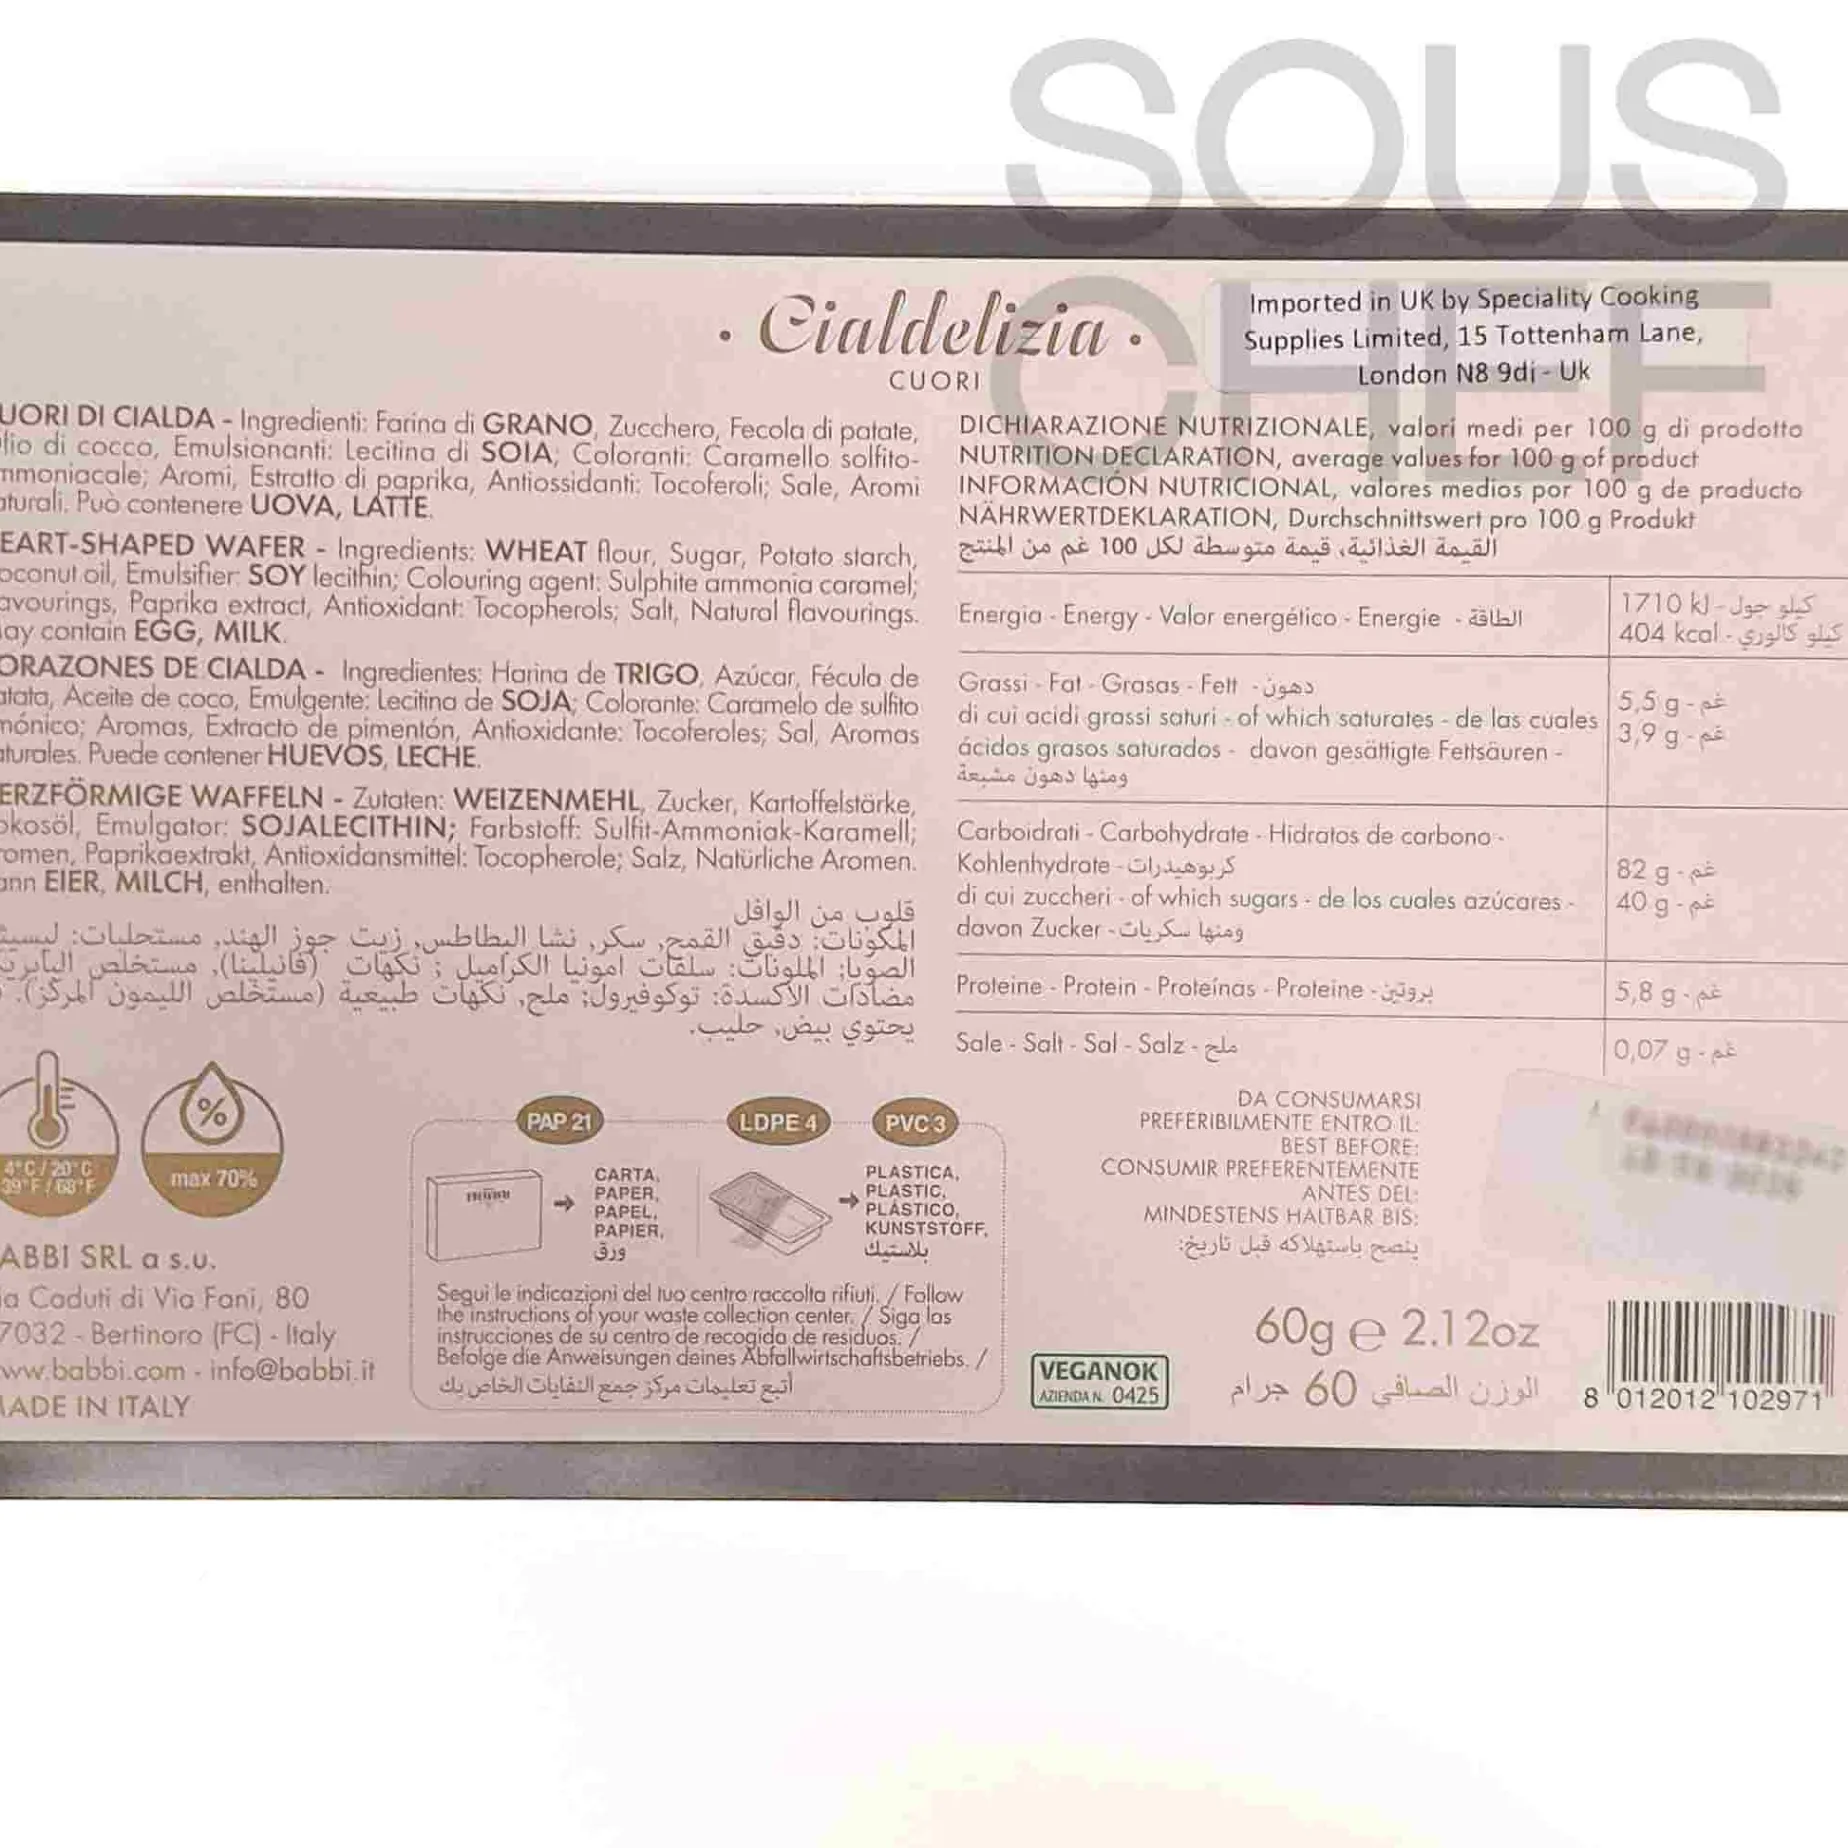 SOUS
CHEF
Cialdelizia
CUORI
Imported in UK by Speciality Cooking
Supplies Limited, 15 Tottenham Lane,
London N8 9di - Uk
UORI DI CIALDA - Ingredienti: Farina di GRANO, Zucchero, Fecola di patate,
lio di cocco, Emulsionanti: Lecitina di SOIA; Coloranti: Caramello solfito-
mmoniacale; Aromi, Estratto di paprika, Antiossidanti: Tocoferoli; Sale, Aromi
aturali. Può contenere UOVA, LATTE.
EART-SHAPED WAFER - Ingredients: WHEAT flour, Sugar, Potato starch,
oconut oil, Emulsifier: SOY lecithin; Colouring agent: Sulphite ammonia caramel;
avourings, Paprika extract, Antioxidant: Tocopherols; Salt, Natural flavourings.
ay contain EGG, MILK.
ORAZONES DE CIALDA - Ingredientes: Harina de TRIGO, Azúcar, Fécula de
atata, Aceite de coco, Emulgente: Lecitina de SOJA; Colorante: Caramelo de sulfito
mónico; Aromas, Extracto de pimentón, Antioxidante: Tocoferoles; Sal, Aromas
aturales. Puede contener HUEVOS, LECHE.
ERZFÖRMIGE WAFFELN - Zutaten: WEIZENMEHL, Zucker, Kartoffelstärke,
okosöl, Emulgator: SOJALECITHIN; Farbstoff: Sulfit-Ammoniak-Karamell;
romen, Paprikaextrakt, Antioxidansmittel: Tocopherole; Salz, Natürliche Aromen.
ann EIER, MILCH, enthalten.
قلوب من الوافل
المكونات: دقيق القمح, سكر, نشا البطاطس, زيت جوز الهند, مستحلبات:
الصويا; الملونات: سلفات امونيا الكراميل ; نكهات (فانيلينا), مستخلص
مضادات الأكسدة: توكوفيرول; ملح, نكهات طبيعية (مستخلص الليمون المركز).
يحتوي بيض, حليب.
DICHIARAZIONE NUTRIZIONALE, valori medi per 100 g di prodotto
NUTRITION DECLARATION, average values for 100 g of product
INFORMACIÓN NUTRICIONAL, valores medios por 100 g de producto
NÄHRWERTDEKLARATION, Durchschnittswert pro 100 g Produkt
القيمة الغذائية، قيمة متوسطة لكل 100 غم من المنتج
Energia - Energy - Valor energético - Energie - الطاقة
1710 kJ - كيلو جول
404 kcal - كيلو كالوري
Grassi - Fat - Grasas - Fett - دهون
5,5 g - غم
di cui acidi grassi saturi - of which saturates - de las cuales
ácidos grasos saturados - davon gesättigte Fettsäuren -
ومنها دهون مشبعة
3,9 g - غم
Carboidrati - Carbohydrate - Hidratos de carbono -
Kohlenhydrate - كربوهيدرات
82 g - غم
di cui zuccheri - of which sugars - de los cuales azúcares -
davon Zucker - ومنها سكريات
40 g - غم
Proteine - Protein - Proteínas - Proteine - بروتين
5,8 g - غم
Sale - Salt - Sal - Salz - ملح
0,07 g - غم
4°C / 20°C
39°F / 68°F
%
max 70%
ABBI SRL a s.u.
ia Caduti di Via Fani, 80
7032 - Bertinoro (FC) - Italy
ww.babbi.com - info@babbi.it
MADE IN ITALY
PAP 21
LDPE 4
PVC 3
CARTA,
PAPER,
PAPEL,
PAPIER,
ورق
PLASTICA,
PLASTIC,
PLÁSTICO,
KUNSTSTOFF,
بلاستيك
Segui le indicazioni del tuo centro raccolta rifiuti. / Follow
the instructions of your waste collection center. / Siga las
instrucciones de su centro de recogida de residuos. /
Befolge die Anweisungen deines Abfallwirtschaftsbetriebs. /
أتبع تعليمات مركز جمع النفايات الخاص بك
DA CONSUMARSI
PREFERIBILMENTE ENTRO IL:
BEST BEFORE:
CONSUMIR PREFERENTEMENTE
ANTES DEL:
MINDESTENS HALTBAR BIS:
ينصح باستهلاكه قبل تاريخ:
VEGANOK
AZIENDA N. 0425
60g e 2.12oz
الوزن الصافي 60 جرام
8 012012 102971